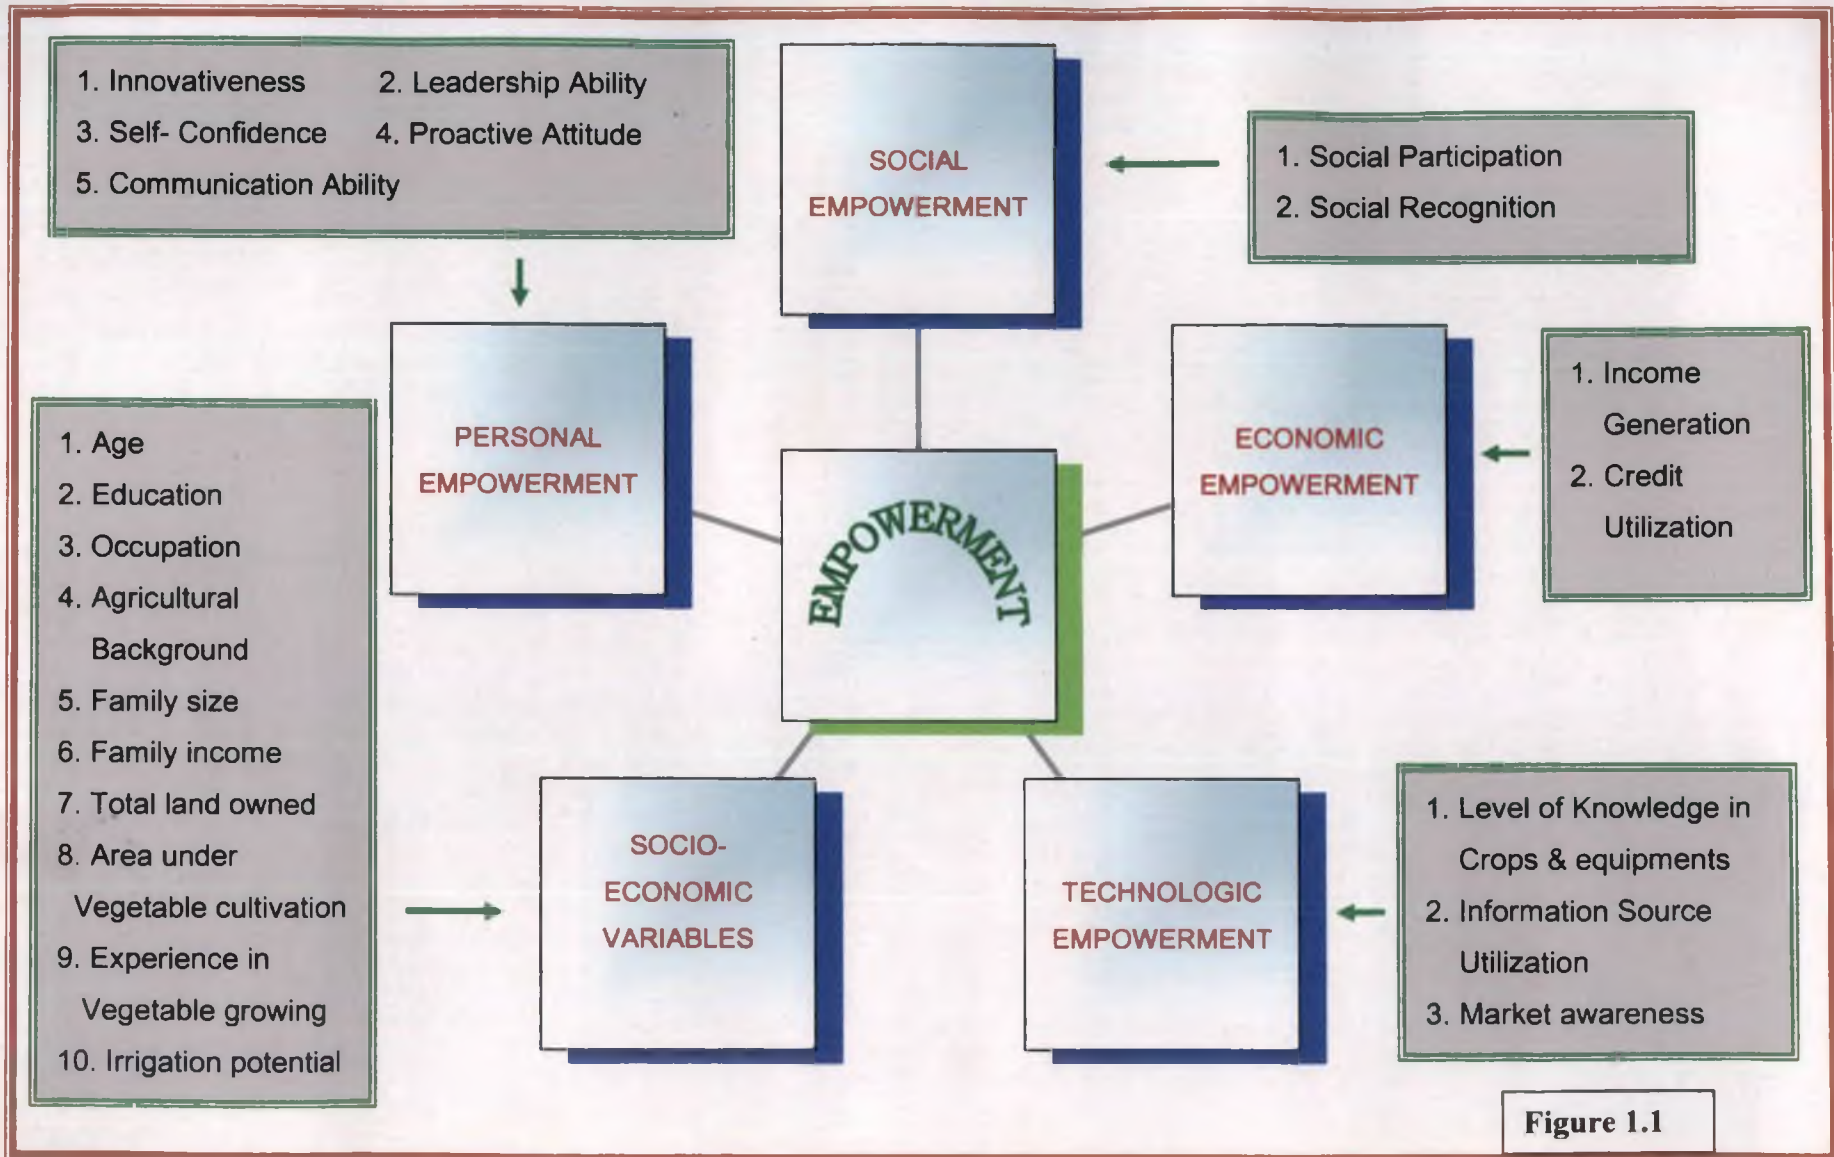 1. Innovativeness 2. Leadership Ability
3. Self- Confidence 4. Proactive Attitude
5. Communication Ability
SOCIAL
EMPOWERMENT
1. Social Participation
2. Social Recognition
PERSONAL
EMPOWERMENT
ECONOMIC
EMPOWERMENT
1. Income
Generation
2. Credit
Utilization
EMPOWERMENT
1. Age
2. Education
3. Occupation
4. Agricultural
Background
5. Family size
6. Family income
7. Total land owned
8. Area under
Vegetable cultivation
9. Experience in
Vegetable growing
10. Irrigation potential
SOCIO-
ECONOMIC
VARIABLES
TECHNOLOGIC
EMPOWERMENT
1. Level of Knowledge in
Crops & equipments
2. Information Source
Utilization
3. Market awareness
Figure 1.1